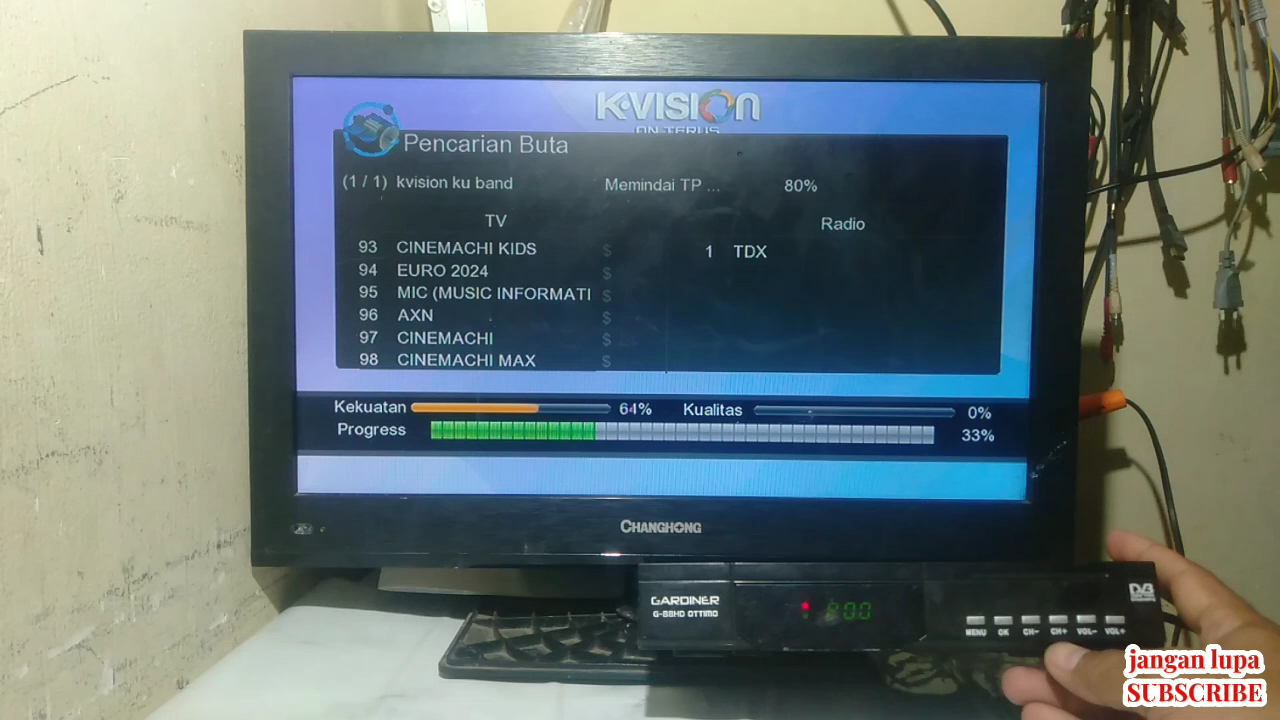 K-VISION
ON TERUS
Pencarian Buta
(1 / 1) kvision ku band Memindai TP ... 80%
TV Radio
93 CINEMACHI KIDS $ 1 TDX
94 EURO 2024 $
95 MIC (MUSIC INFORMATI $
96 AXN $
97 CINEMACHI $
98 CINEMACHI MAX $
Kekuatan 64% Kualitas 0%
Progress 33%
CHANGHONG
GARDINER
G-88HD OTTIMO
DVB
MENU OK CH- CH+ VOL- VOL+
jangan lupa
SUBSCRIBE